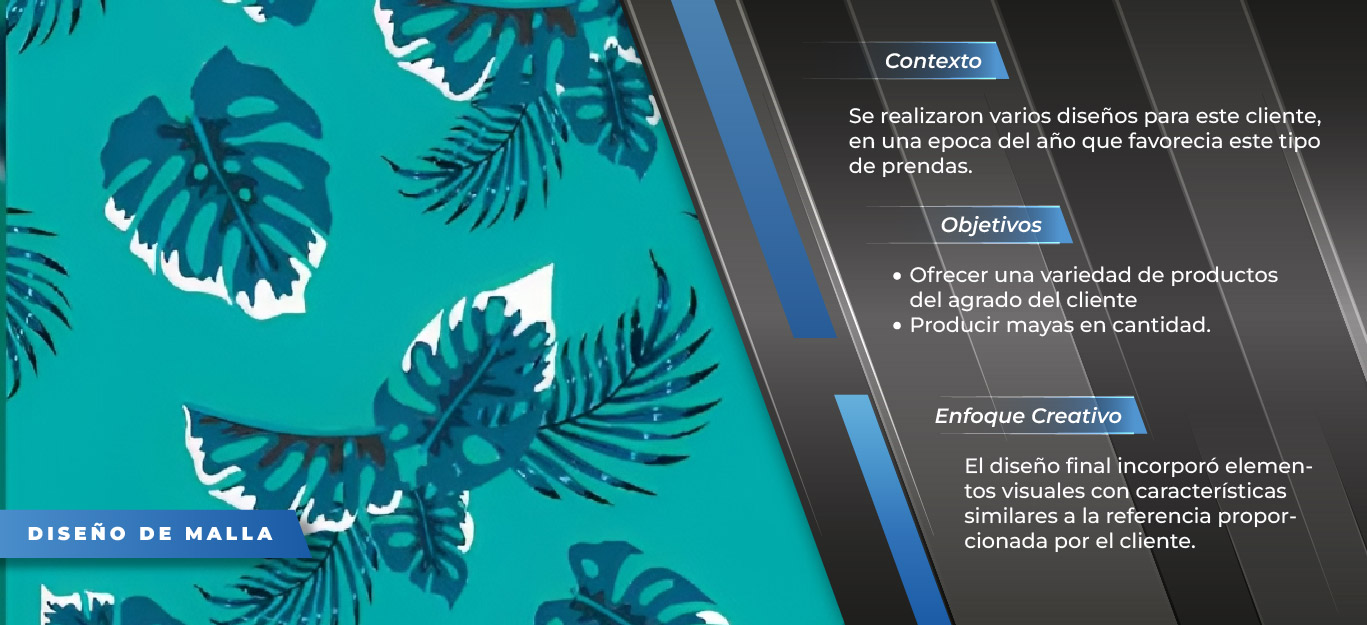 Contexto
Se realizaron varios diseños para este cliente,
en una epoca del año que favorecia este tipo
de prendas.
Objetivos
• Ofrecer una variedad de productos
del agrado del cliente
• Producir mayas en cantidad.
Enfoque Creativo
El diseño final incorporó elemen-
tos visuales con características
similares a la referencia propor-
cionada por el cliente.
DISEÑO DE MALLA